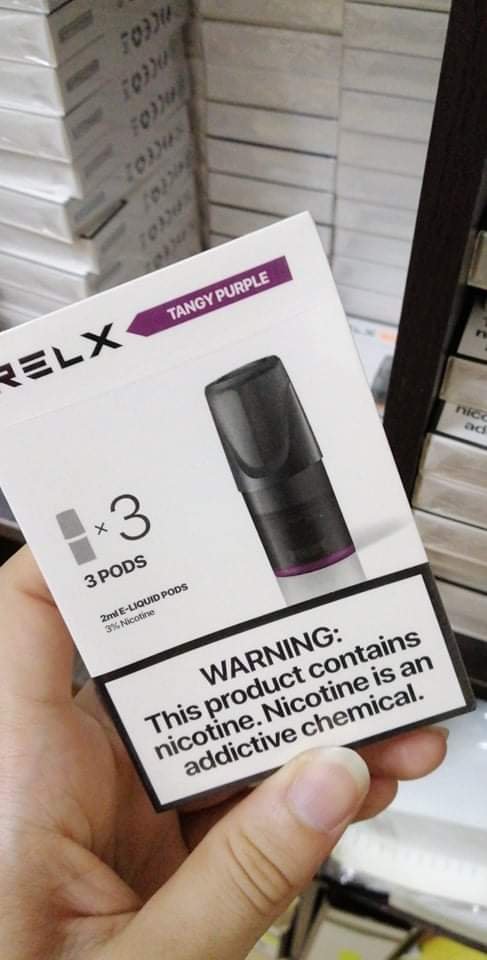 RELX
TANGY PURPLE
× 3
3 PODS
2ml E-LIQUID PODS
3% Nicotine
WARNING:
This product contains
nicotine. Nicotine is an
addictive chemical.